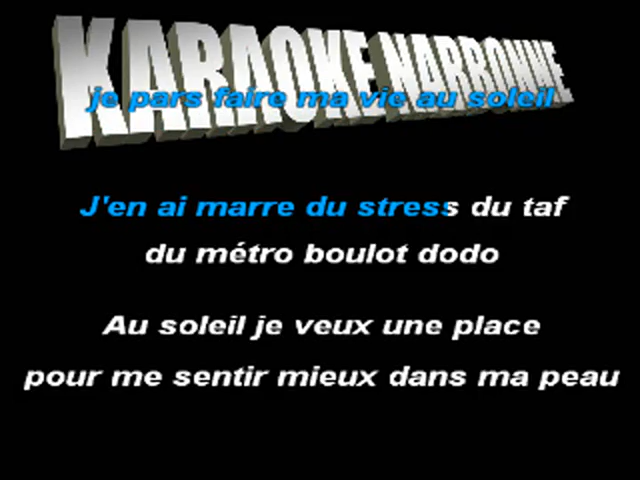 KARAOKE NARBONNE
je pars faire ma vie au soleil
J'en ai marre du stress du taf
du métro boulot dodo
Au soleil je veux une place
pour me sentir mieux dans ma peau